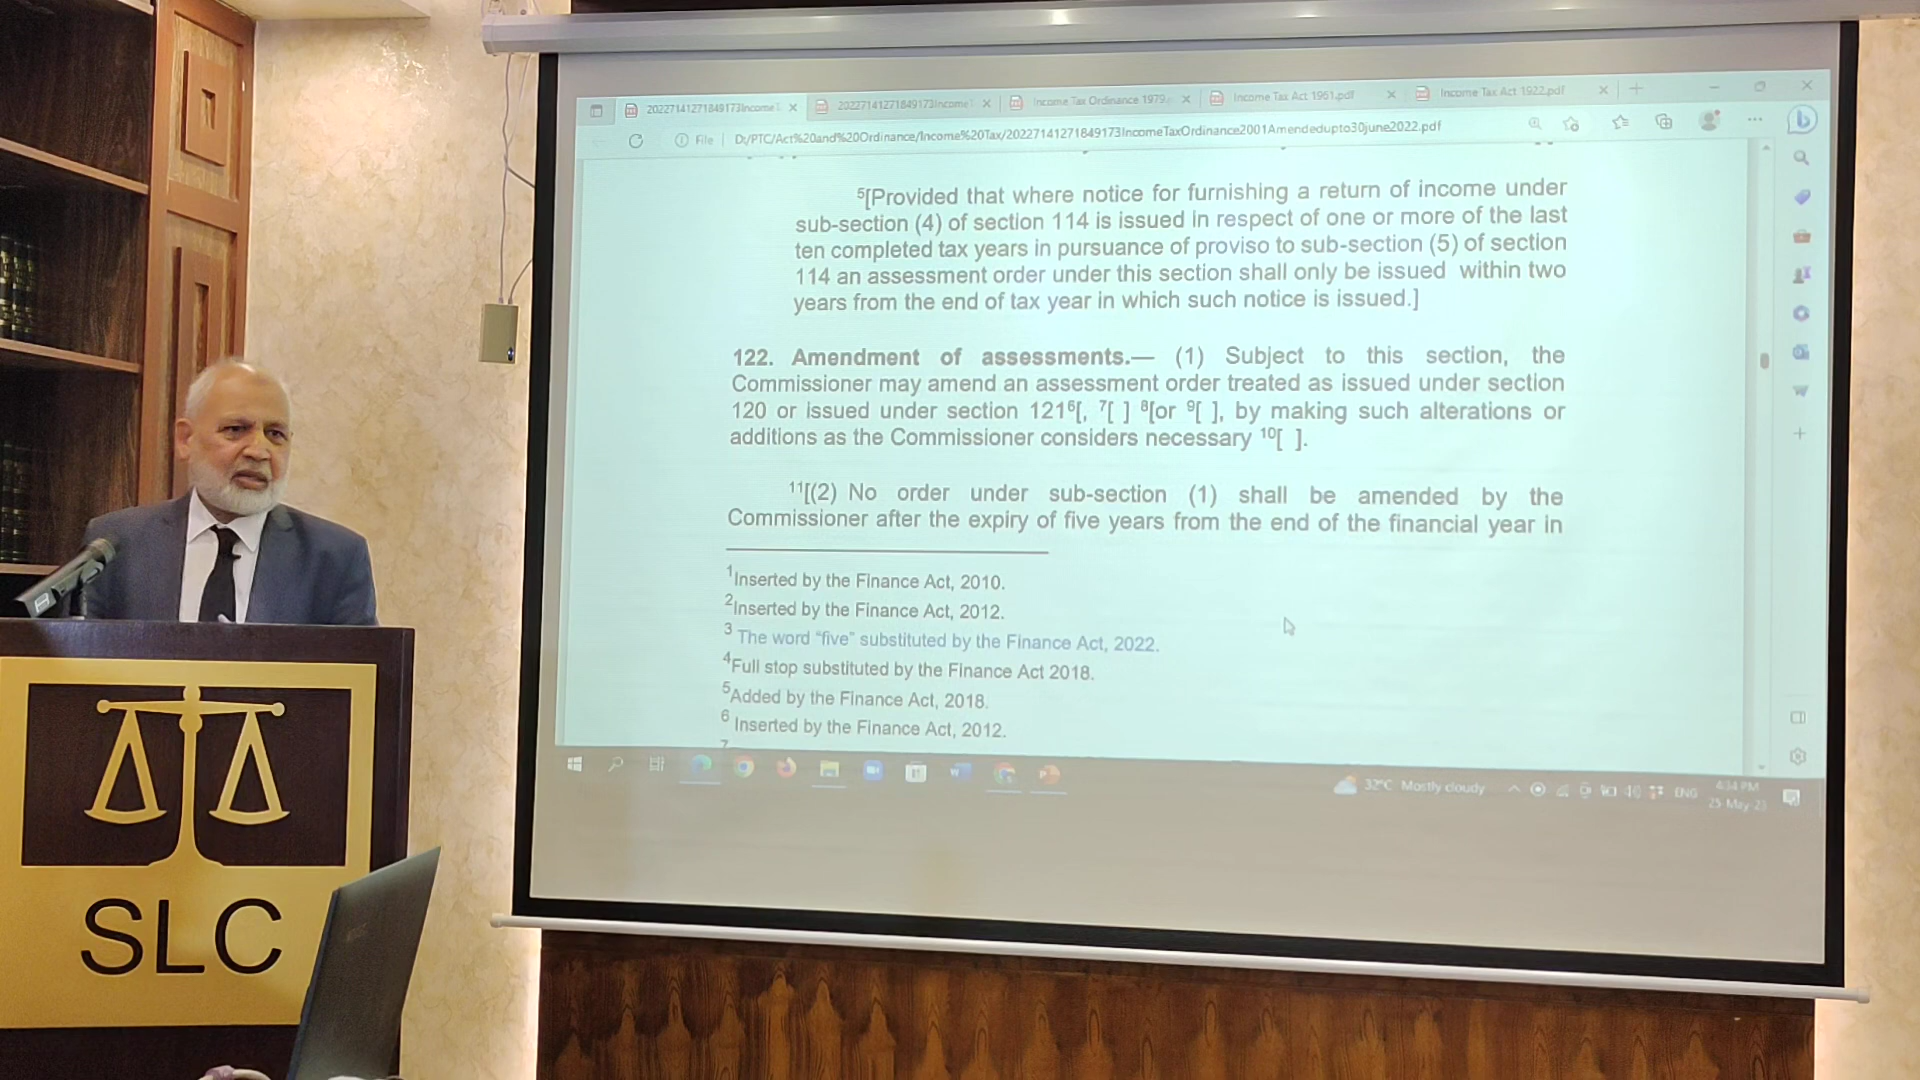 20227141271849173IncomeT
20227141271849173IncomeT
Income Tax Ordinance 1979.
Income Tax Act 1961.pdf
Income Tax Act 1922.pdf
File
D:/PTC/Act%20and%20Ordinance/Income%20Tax/20227141271849173IncomeTaxOrdinance2001Amendedupto30june2022.pdf
5[Provided that where notice for furnishing a return of income under
sub-section (4) of section 114 is issued in respect of one or more of the last
ten completed tax years in pursuance of proviso to sub-section (5) of section
114 an assessment order under this section shall only be issued within two
years from the end of tax year in which such notice is issued.]
122. Amendment of assessments.— (1) Subject to this section, the
Commissioner may amend an assessment order treated as issued under section
120 or issued under section 1216[, 7[ ] 8[or 9[ ], by making such alterations or
additions as the Commissioner considers necessary 10[ ].
11[(2) No order under sub-section (1) shall be amended by the
Commissioner after the expiry of five years from the end of the financial year in
1Inserted by the Finance Act, 2010.
2Inserted by the Finance Act, 2012.
3 The word “five” substituted by the Finance Act, 2022.
4Full stop substituted by the Finance Act 2018.
5Added by the Finance Act, 2018.
6 Inserted by the Finance Act, 2012.
7
32°C Mostly cloudy
ENG
4:34 PM
25-May-23
SLC